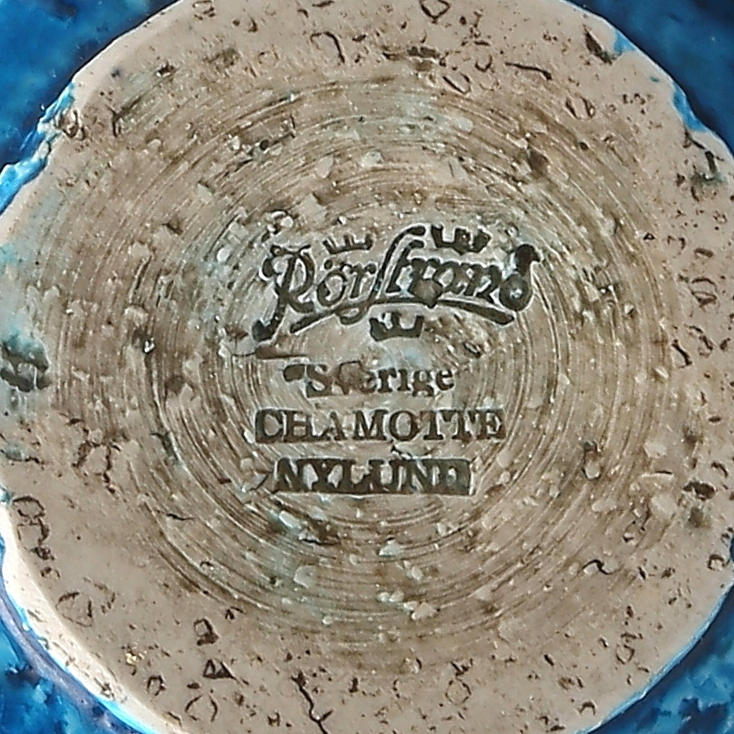 Rörstrand
Sverige
CHAMOTTE
NYLUND